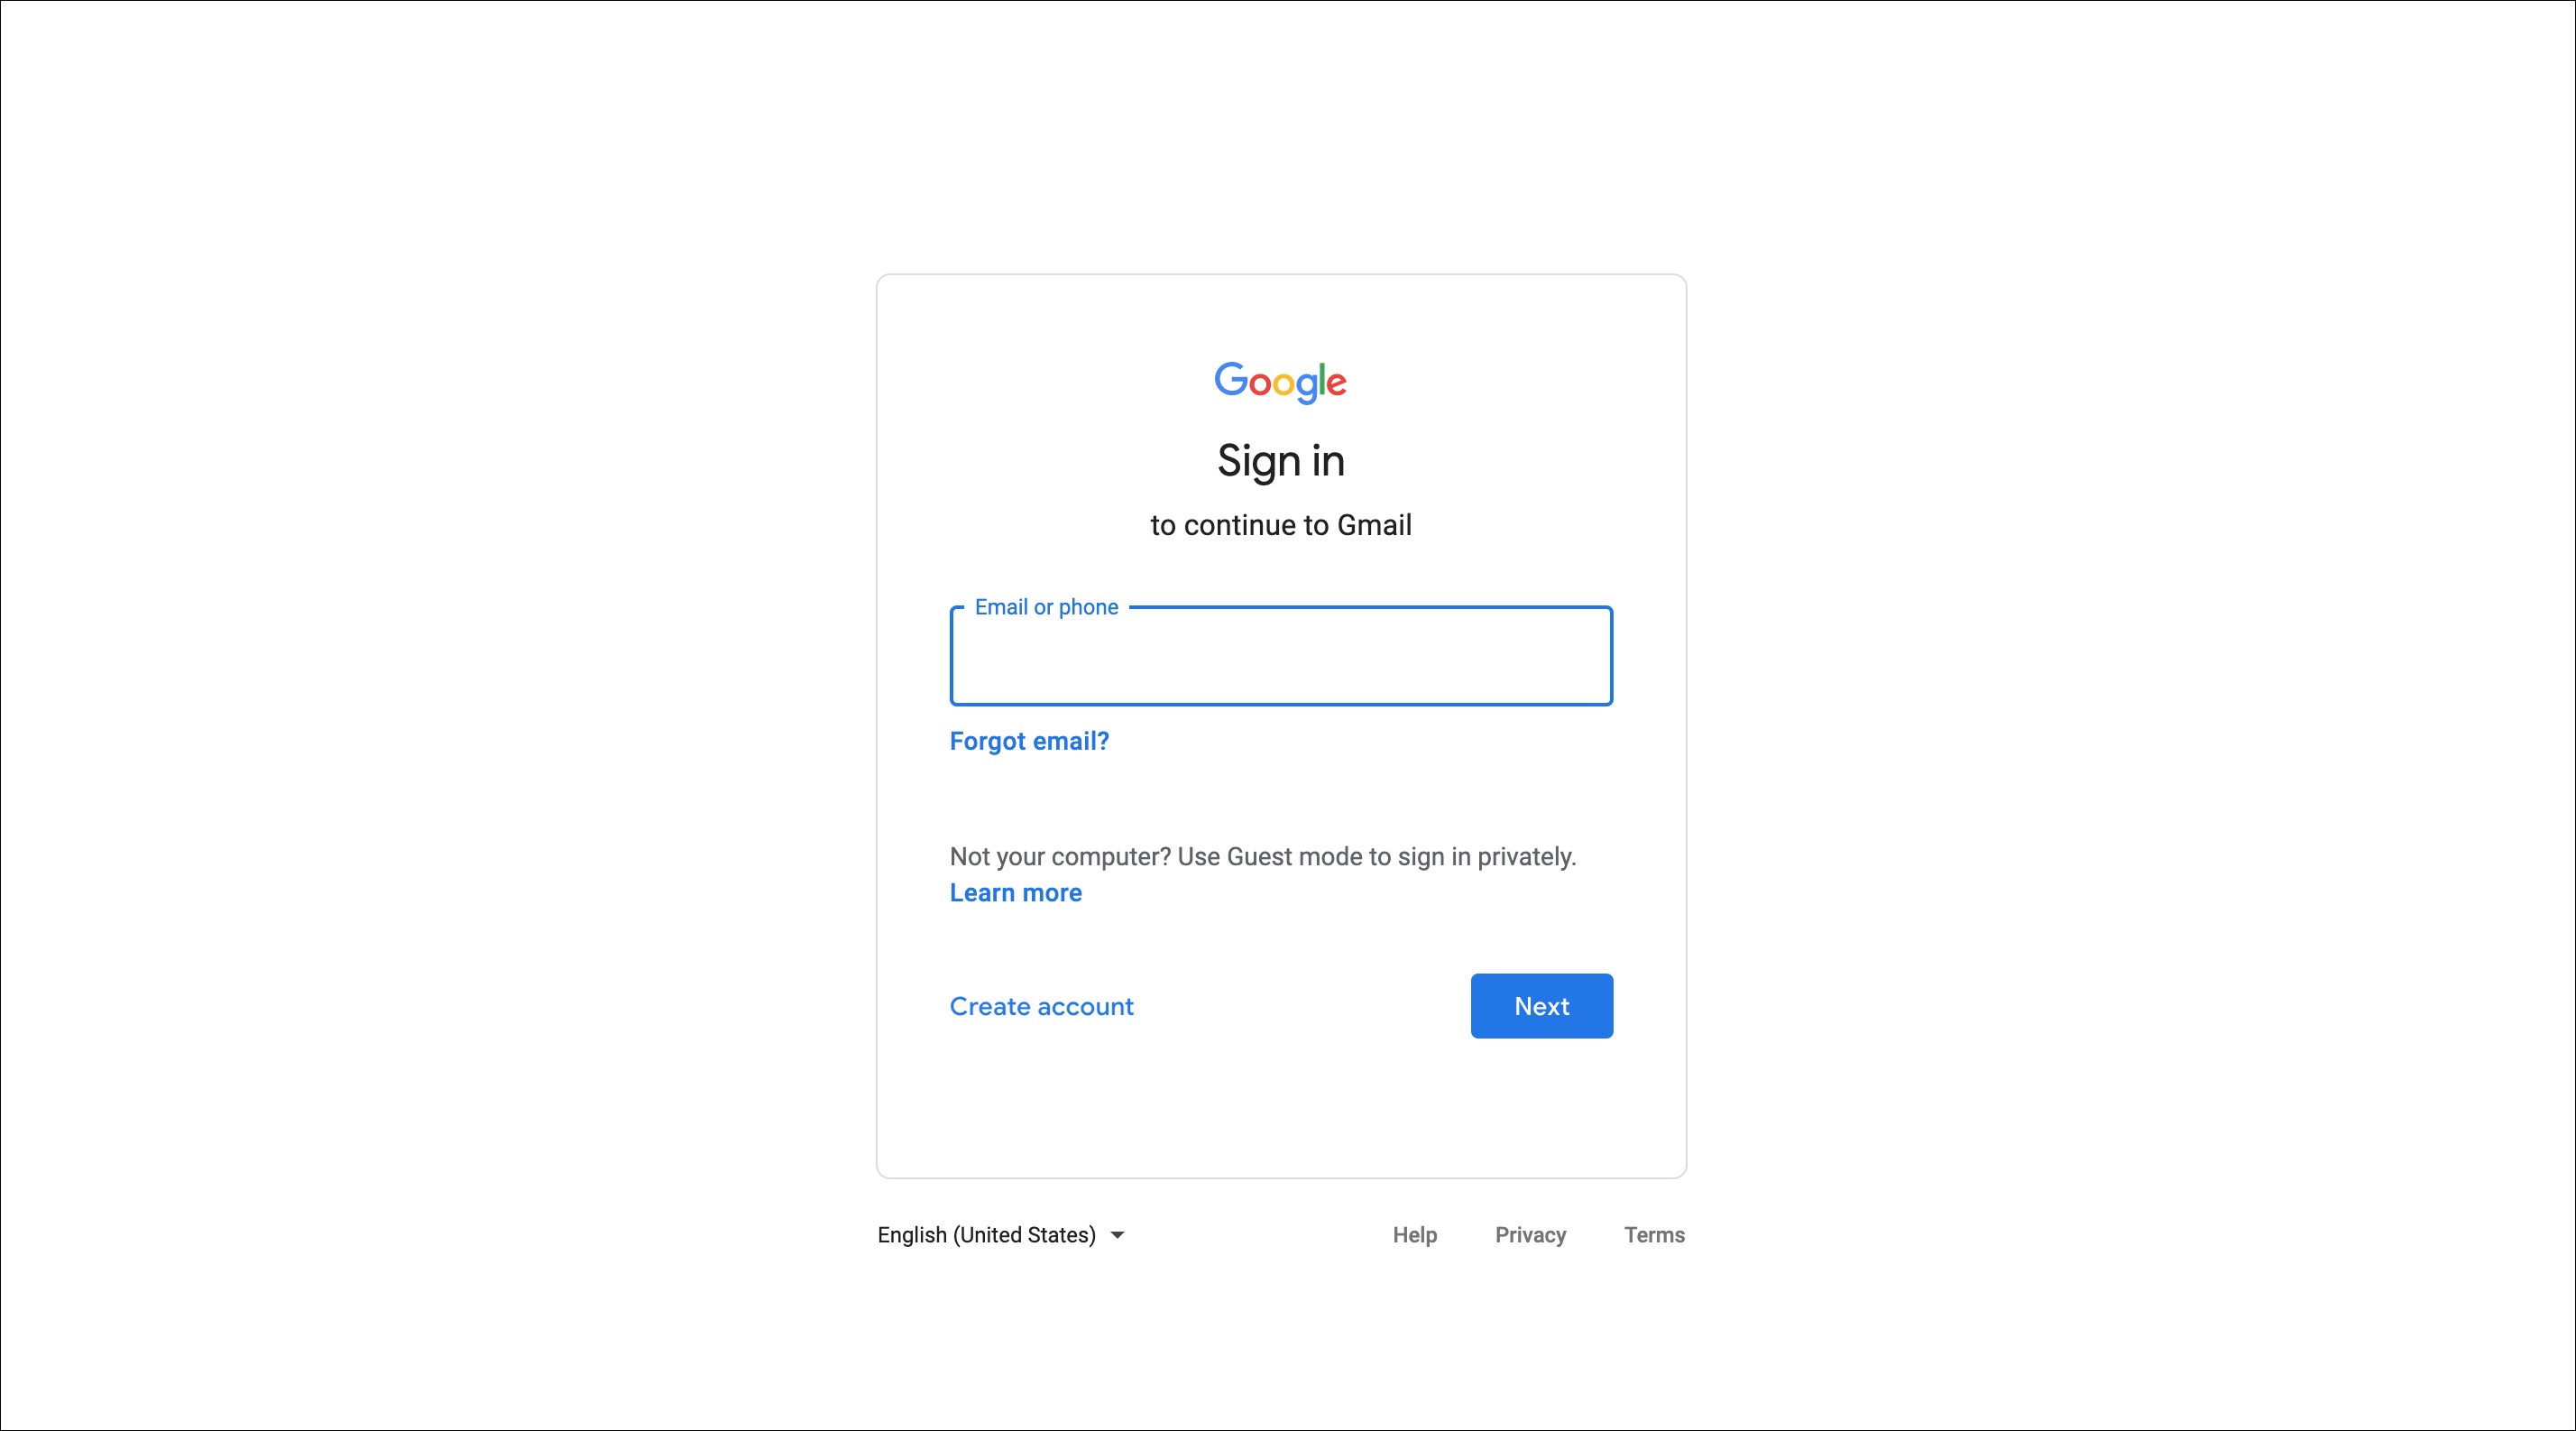 Google
Sign in
to continue to Gmail
Email or phone
Forgot email?
Not your computer? Use Guest mode to sign in privately.
Learn more
Create account
Next
English (United States)
Help
Privacy
Terms